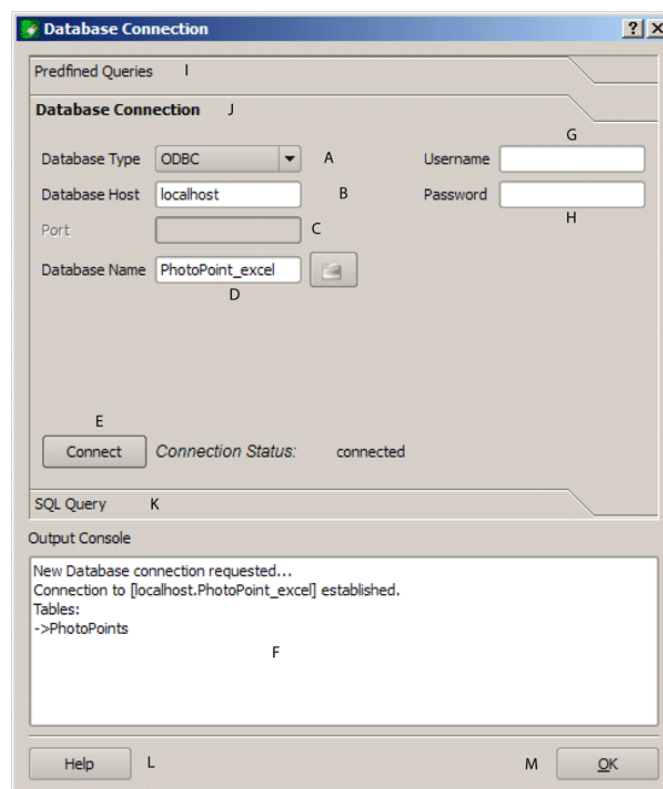 Database Connection
Predfined Queries I
Database Connection J
G
Database Type ODBC A Username
Database Host localhost B Password
H
Port C
Database Name PhotoPoint_excel
D
E
Connect Connection Status: connected
SQL Query K
Output Console
New Database connection requested...
Connection to [localhost.PhotoPoint_excel] established.
Tables:
->PhotoPoints
F
Help L M OK